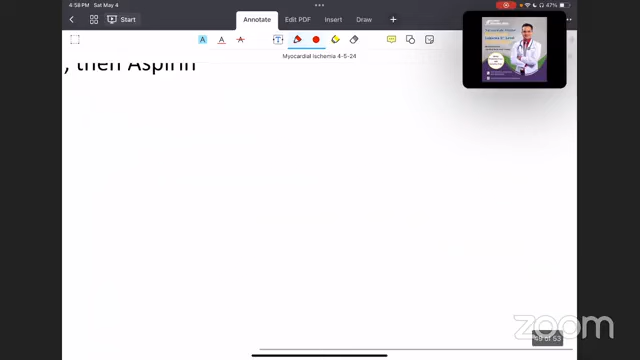 4:58 PM Sat May 4
47%
Start
Annotate
Edit PDF
Insert
Draw
Myocardial Ischemia 4-5-24
, then Aspirin
zoom
49 of 53